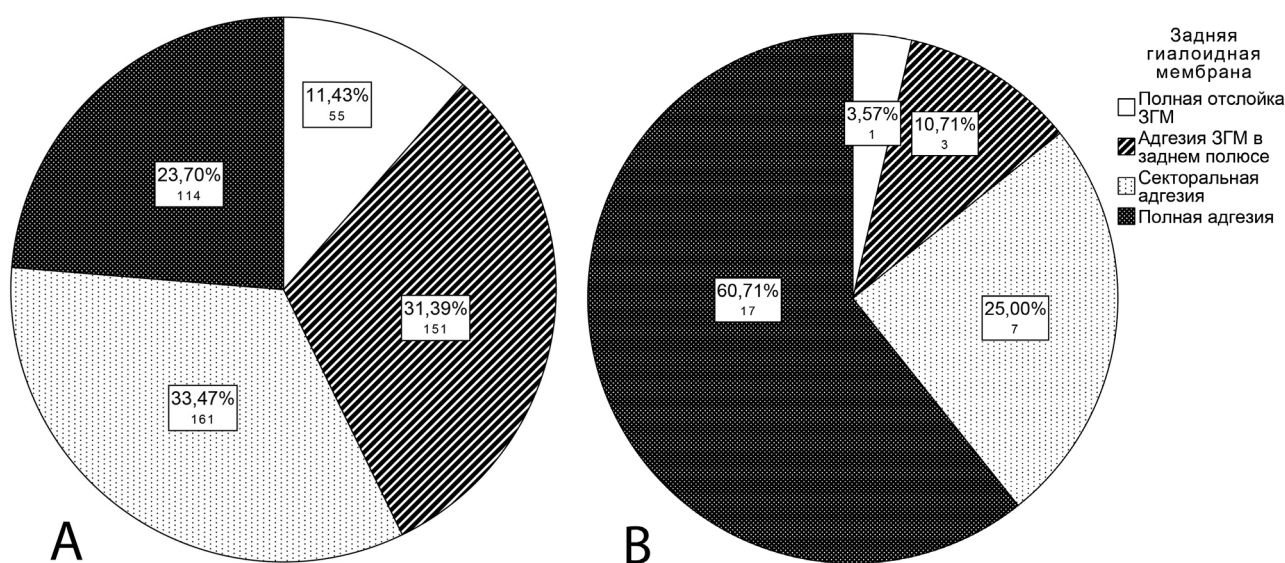 11,43%
55
31,39%
151
33,47%
161
23,70%
114
A
3,57%
1
10,71%
3
25,00%
7
60,71%
17
B
Задняя
гиалоидная
мембрана
Полная отслойка
ЗГМ
Адгезия ЗГМ в
заднем полюсе
Секторальная
адгезия
Полная адгезия